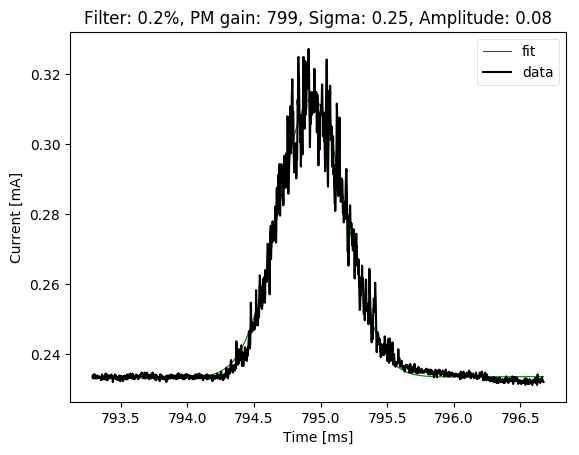 Filter: 0.2%, PM gain: 799, Sigma: 0.25, Amplitude: 0.08
fit
data
0.32
0.30
0.28
0.26
0.24
Current [mA]
793.5 794.0 794.5 795.0 795.5 796.0 796.5
Time [ms]